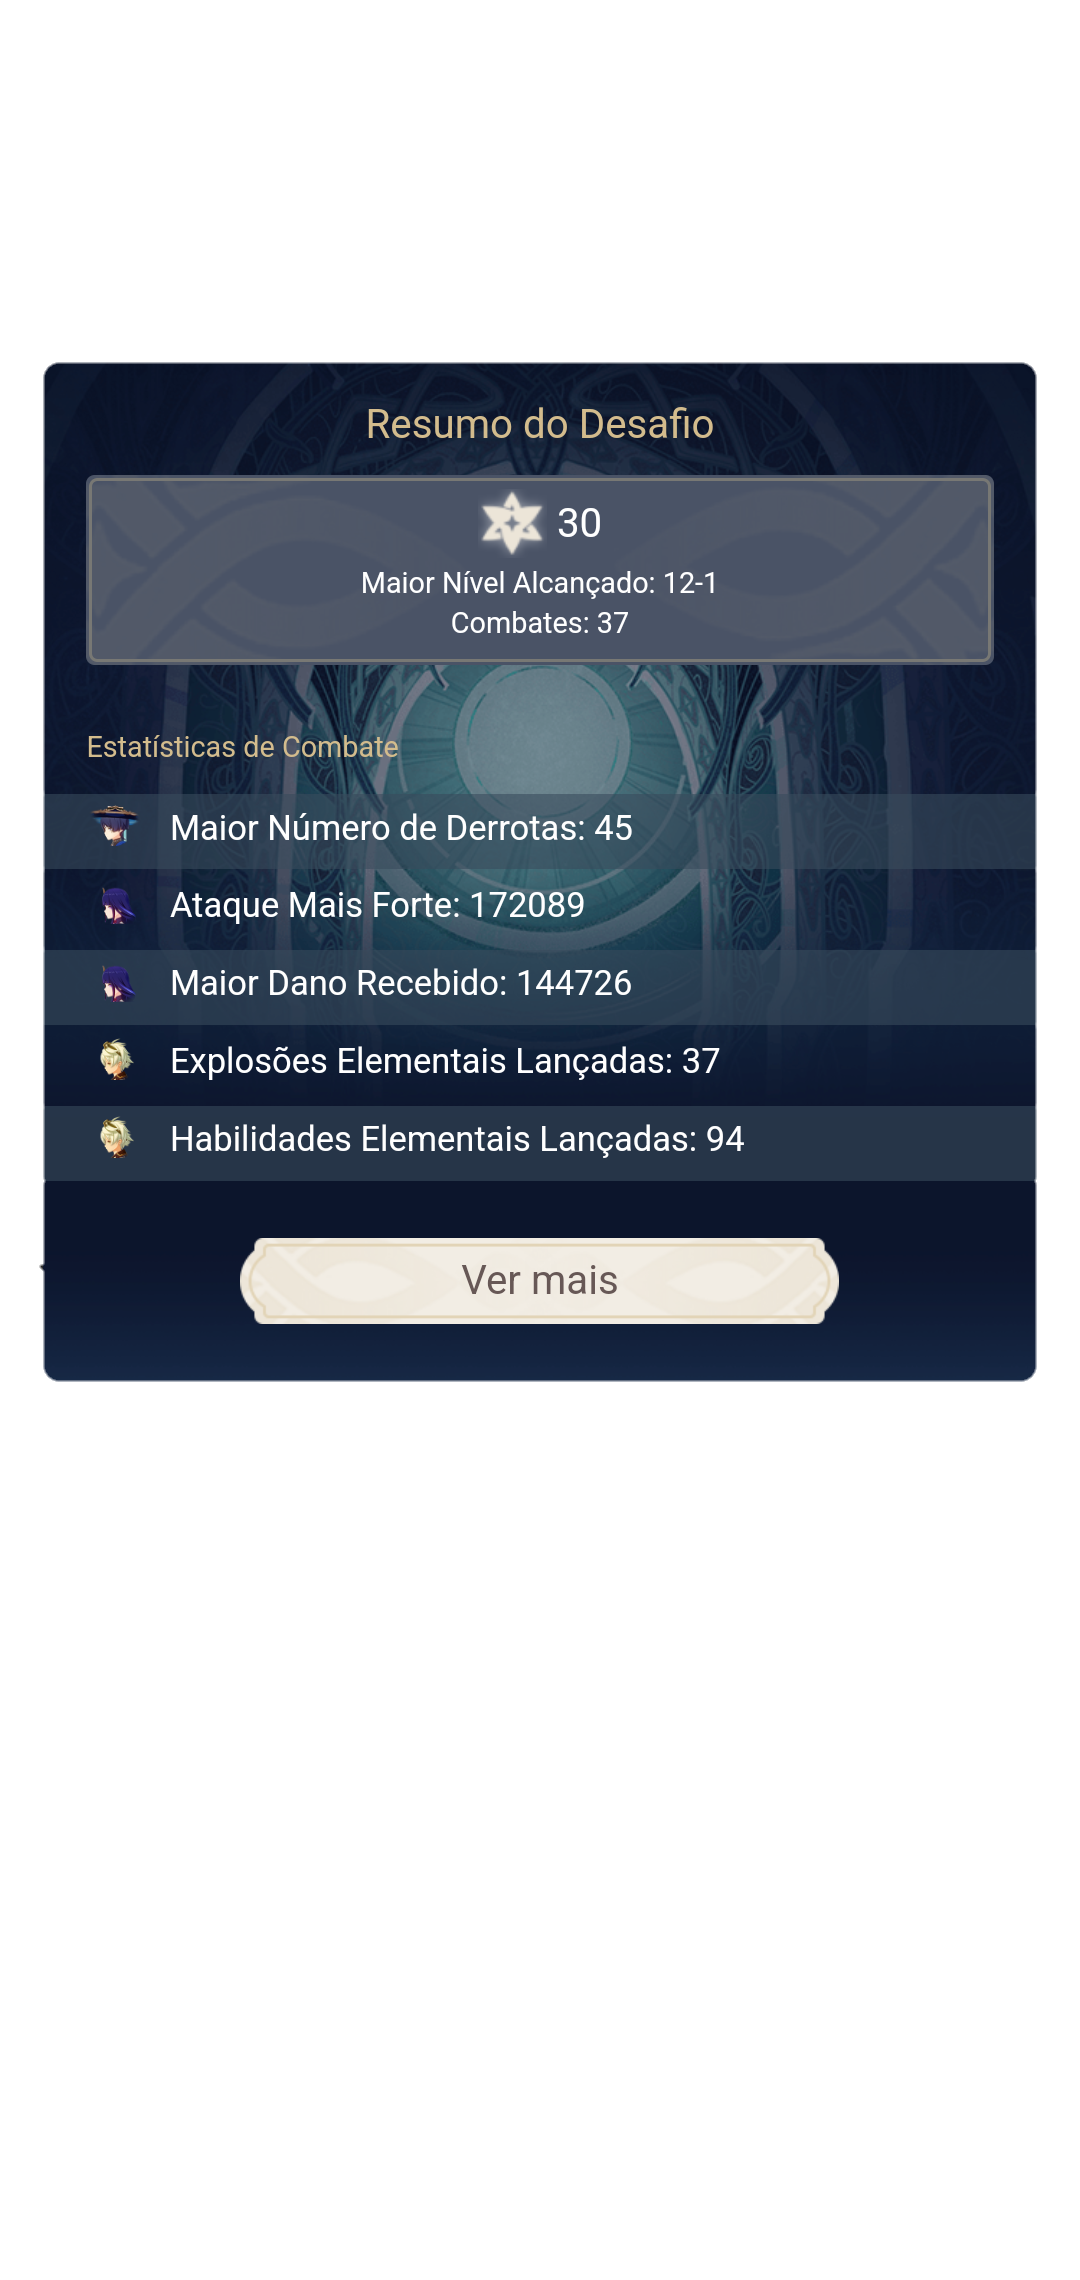 Resumo do Desafio
30
Maior Nível Alcançado: 12-1
Combates: 37
Estatísticas de Combate
Maior Número de Derrotas: 45
Ataque Mais Forte: 172089
Maior Dano Recebido: 144726
Explosões Elementais Lançadas: 37
Habilidades Elementais Lançadas: 94
Ver mais